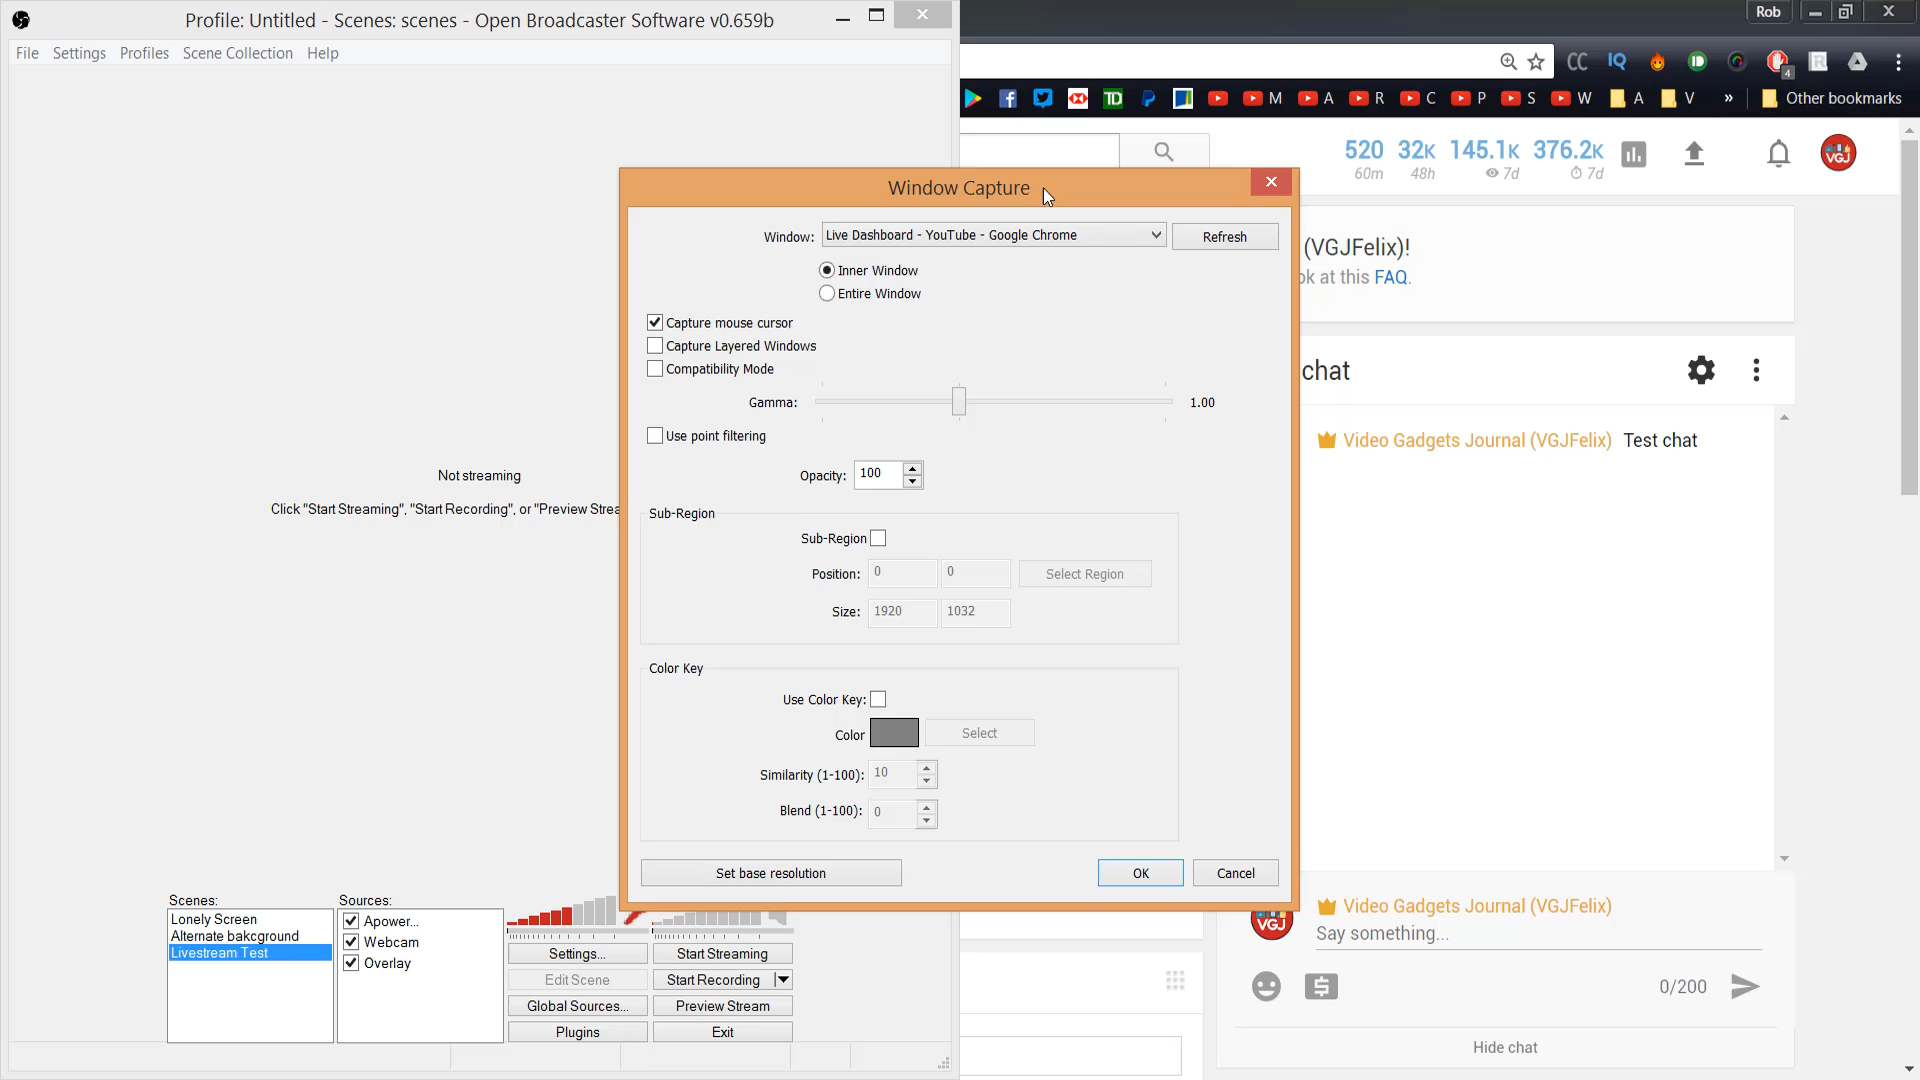 Profile: Untitled - Scenes: scenes - Open Broadcaster Software v0.659b
Rob
File Settings Profiles Scene Collection Help
CC IQ 4
TD M A R C P S W A V » Other bookmarks
520 32K 145.1K 376.2K
60m 48h 7d 7d
VGJ
Window Capture
Window: Live Dashboard - YouTube - Google Chrome Refresh
Inner Window
Entire Window
Capture mouse cursor
Capture Layered Windows
Compatibility Mode
Gamma: 1.00
Use point filtering
Opacity: 100
Sub-Region
Sub-Region
Position: 0 0 Select Region
Size: 1920 1032
Color Key
Use Color Key:
Color Select
Similarity (1-100): 10
Blend (1-100): 0
Set base resolution OK Cancel
(VGJFelix)!
ok at this FAQ.
chat
Video Gadgets Journal (VGJFelix) Test chat
Not streaming
Click "Start Streaming", "Start Recording", or "Preview Strea
Scenes:
Lonely Screen
Alternate bakcground
Livestream Test
Sources:
Apower...
Webcam
Overlay
Settings... Start Streaming
Edit Scene Start Recording
Global Sources... Preview Stream
Plugins Exit
VGJ
Video Gadgets Journal (VGJFelix)
Say something...
0/200
Hide chat